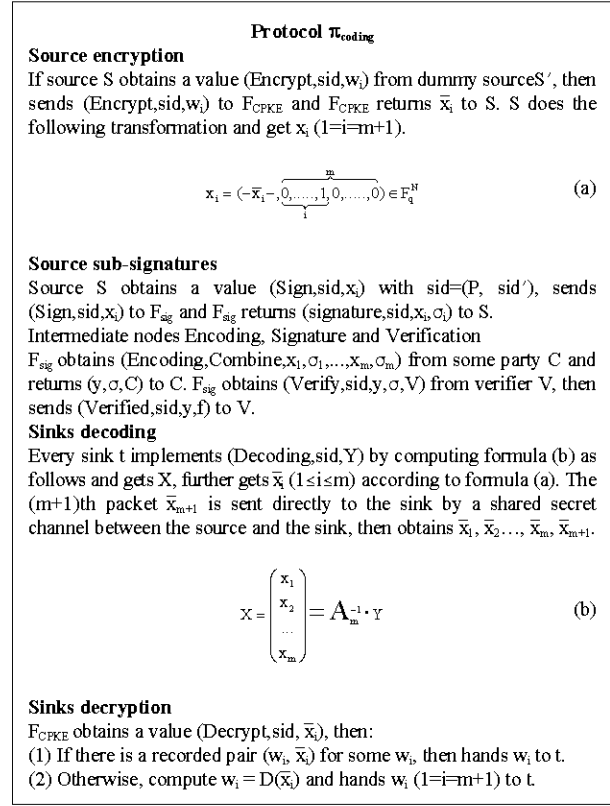 Protocol π_coding
Source encryption
If source S obtains a value (Encrypt,sid,w_i) from dummy sourceS′, then
sends (Encrypt,sid,w_i) to F_CPKE and F_CPKE returns x̄_i to S. S does the
following transformation and get x_i (1=i=m+1).
m
x_i = (−x̄_i−,0,.....,1,0,.....,0) ∈ F_q^N (a)
i
Source sub-signatures
Source S obtains a value (Sign,sid,x_i) with sid=(P, sid′), sends
(Sign,sid,x_i) to F_sig and F_sig returns (signature,sid,x_i,σ_i) to S.
Intermediate nodes Encoding, Signature and Verification
F_sig obtains (Encoding,Combine,x_1,σ_1,...,x_m,σ_m) from some party C and
returns (y,σ,C) to C. F_sig obtains (Verify,sid,y,σ,V) from verifier V, then
sends (Verified,sid,y,f) to V.
Sinks decoding
Every sink t implements (Decoding,sid,Y) by computing formula (b) as
follows and gets X, further gets x̄_i (1≤i≤m) according to formula (a). The
(m+1)th packet x̄_m+1 is sent directly to the sink by a shared secret
channel between the source and the sink, then obtains x̄_1, x̄_2..., x̄_m, x̄_m+1.
x_1
x_2
X = ... = A_m^-1 · Y (b)
x_m
Sinks decryption
F_CPKE obtains a value (Decrypt,sid, x̄_i), then:
(1) If there is a recorded pair (w_i, x̄_i) for some w_i, then hands w_i to t.
(2) Otherwise, compute w_i = D(x̄_i) and hands w_i (1=i=m+1) to t.